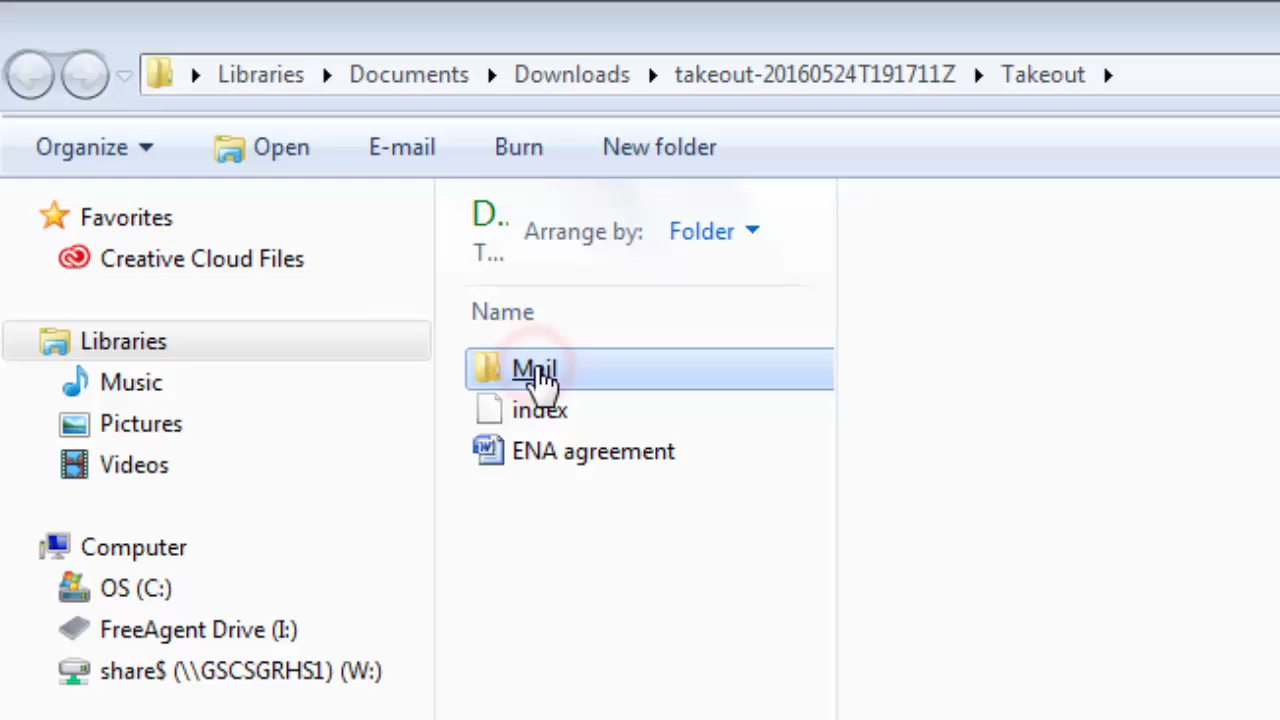 Libraries Documents Downloads takeout-20160524T191711Z Takeout
Organize Open E-mail Burn New folder
Favorites
Creative Cloud Files
Libraries
Music
Pictures
Videos
Computer
OS (C:)
FreeAgent Drive (I:)
share$ (\\GSCSGRHS1) (W:)
D..
Arrange by: Folder
T...
Name
Mail
index
ENA agreement